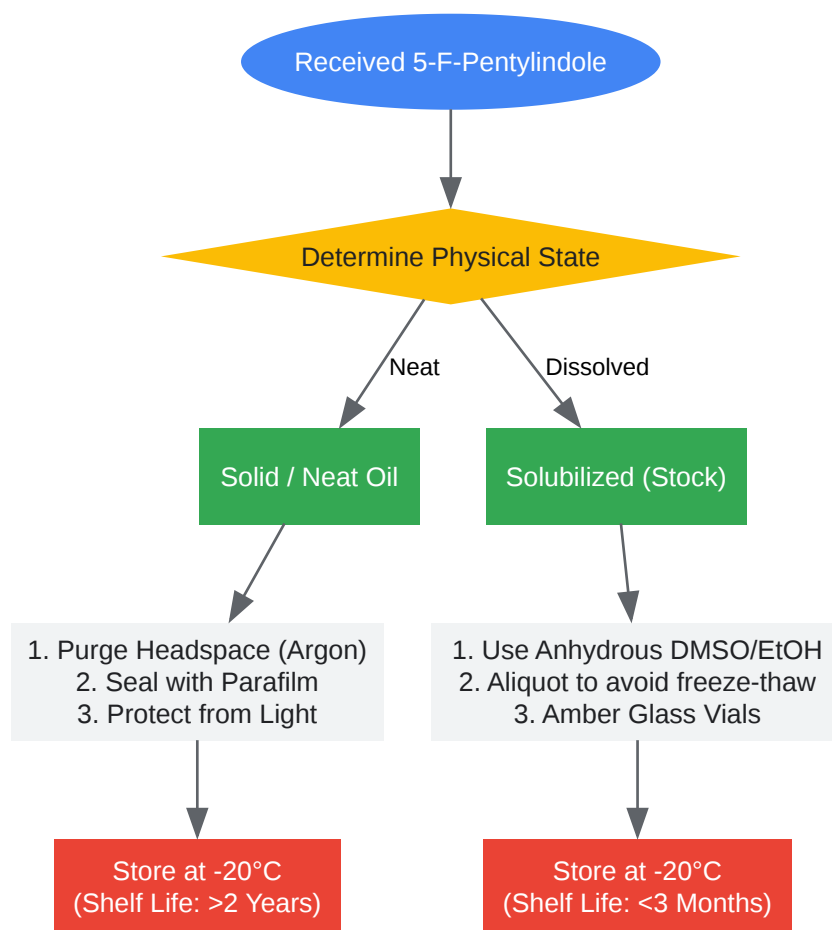 Received 5-F-Pentylindole
Determine Physical State
Neat
Dissolved
Solid / Neat Oil
Solubilized (Stock)
1. Purge Headspace (Argon)
2. Seal with Parafilm
3. Protect from Light
1. Use Anhydrous DMSO/EtOH
2. Aliquot to avoid freeze-thaw
3. Amber Glass Vials
Store at -20°C
(Shelf Life: >2 Years)
Store at -20°C
(Shelf Life: <3 Months)